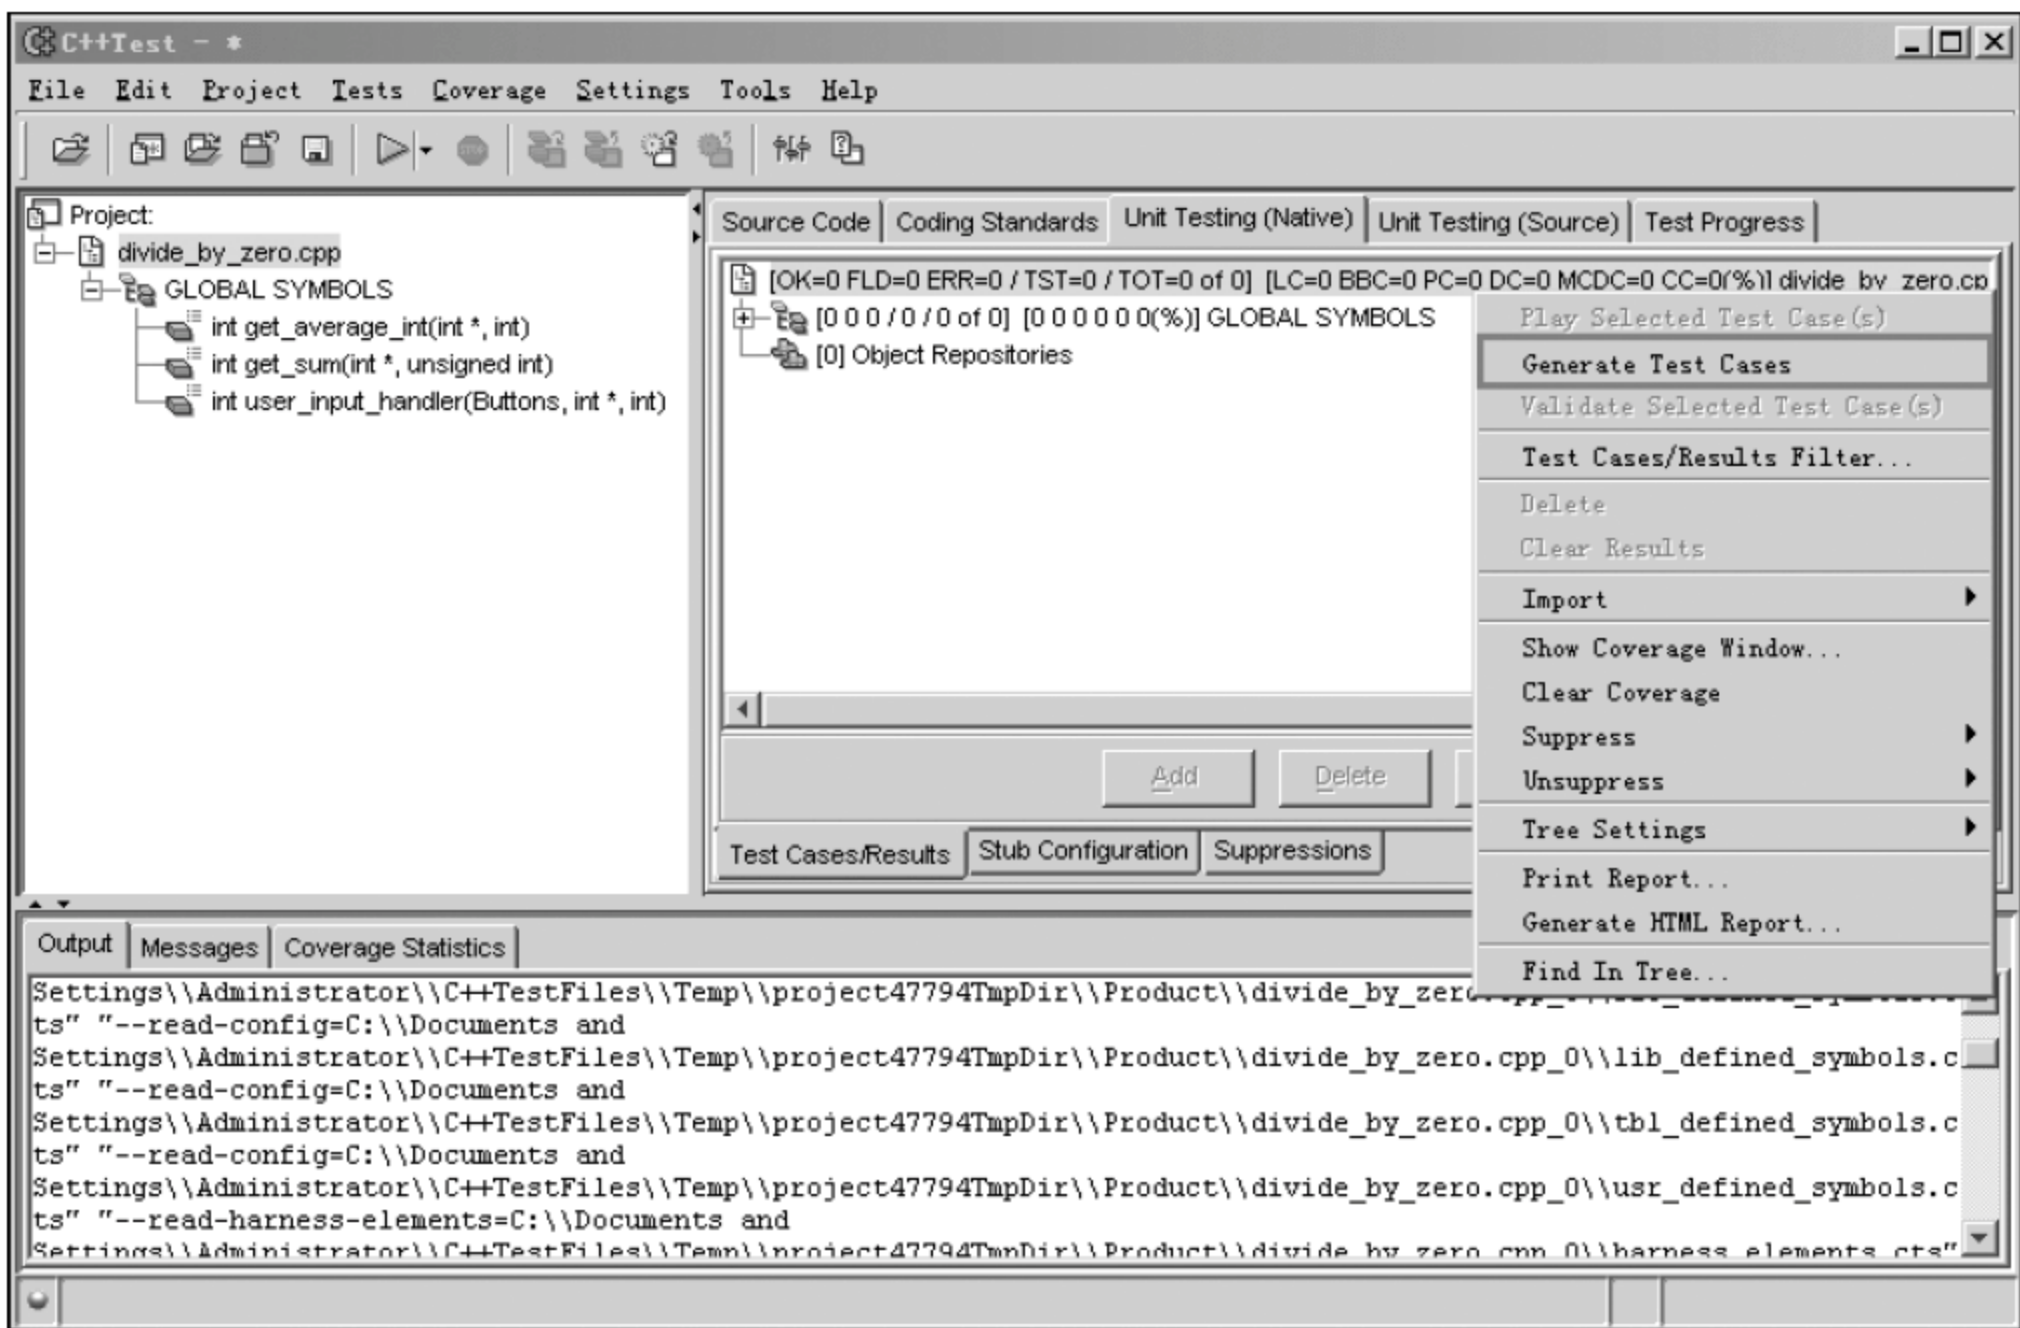 C++Test - *
File Edit Project Tests Coverage Settings Tools Help
Project:
divide_by_zero.cpp
GLOBAL SYMBOLS
int get_average_int(int *, int)
int get_sum(int *, unsigned int)
int user_input_handler(Buttons, int *, int)
Source Code Coding Standards Unit Testing (Native) Unit Testing (Source) Test Progress
[OK=0 FLD=0 ERR=0 / TST=0 / TOT=0 of 0] [LC=0 BBC=0 PC=0 DC=0 MCDC=0 CC=0(%)] divide_by_zero.cp
[0 0 0 / 0 / 0 of 0] [0 0 0 0 0 0(%)] GLOBAL SYMBOLS
[0] Object Repositories
Add Delete
Test Cases/Results Stub Configuration Suppressions
Play Selected Test Case(s)
Generate Test Cases
Validate Selected Test Case(s)
Test Cases/Results Filter...
Delete
Clear Results
Import
Show Coverage Window...
Clear Coverage
Suppress
Unsuppress
Tree Settings
Print Report...
Generate HTML Report...
Find In Tree...
Output Messages Coverage Statistics
Settings\\Administrator\\C++TestFiles\\Temp\\project47794TmpDir\\Product\\divide_by_zero.cpp_0\\
ts" "--read-config=C:\\Documents and
Settings\\Administrator\\C++TestFiles\\Temp\\project47794TmpDir\\Product\\divide_by_zero.cpp_0\\lib_defined_symbols.c
ts" "--read-config=C:\\Documents and
Settings\\Administrator\\C++TestFiles\\Temp\\project47794TmpDir\\Product\\divide_by_zero.cpp_0\\tbl_defined_symbols.c
ts" "--read-config=C:\\Documents and
Settings\\Administrator\\C++TestFiles\\Temp\\project47794TmpDir\\Product\\divide_by_zero.cpp_0\\usr_defined_symbols.c
ts" "--read-harness-elements=C:\\Documents and
Settings\\Administrator\\C++TestFiles\\Temp\\project47794TmpDir\\Product\\divide_by_zero.cpp_0\\harness_elements.cts"